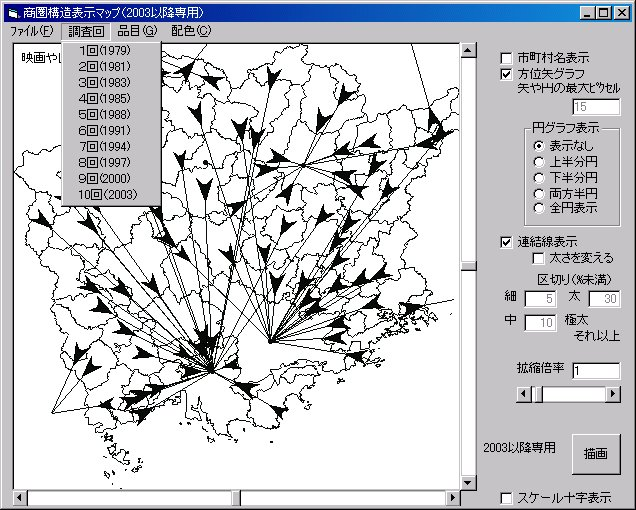 商圏構造表示マップ(2003以降専用)
ファイル(F) 調査回 品目(G) 配色(C)
映画や
1回(1979)
2回(1981)
3回(1983)
4回(1985)
5回(1988)
6回(1991)
7回(1994)
8回(1997)
9回(2000)
10回(2003)
市町村名表示
方位矢グラフ
矢や円の最大ピクセル
15
円グラフ表示
表示なし
上半分円
下半分円
両方半円
全円表示
連結線表示
太さを変える
区切り(%未満)
細 5 太 30
中 10 極太
それ以上
拡縮倍率 1
2003以降専用 描画
スケール十字表示